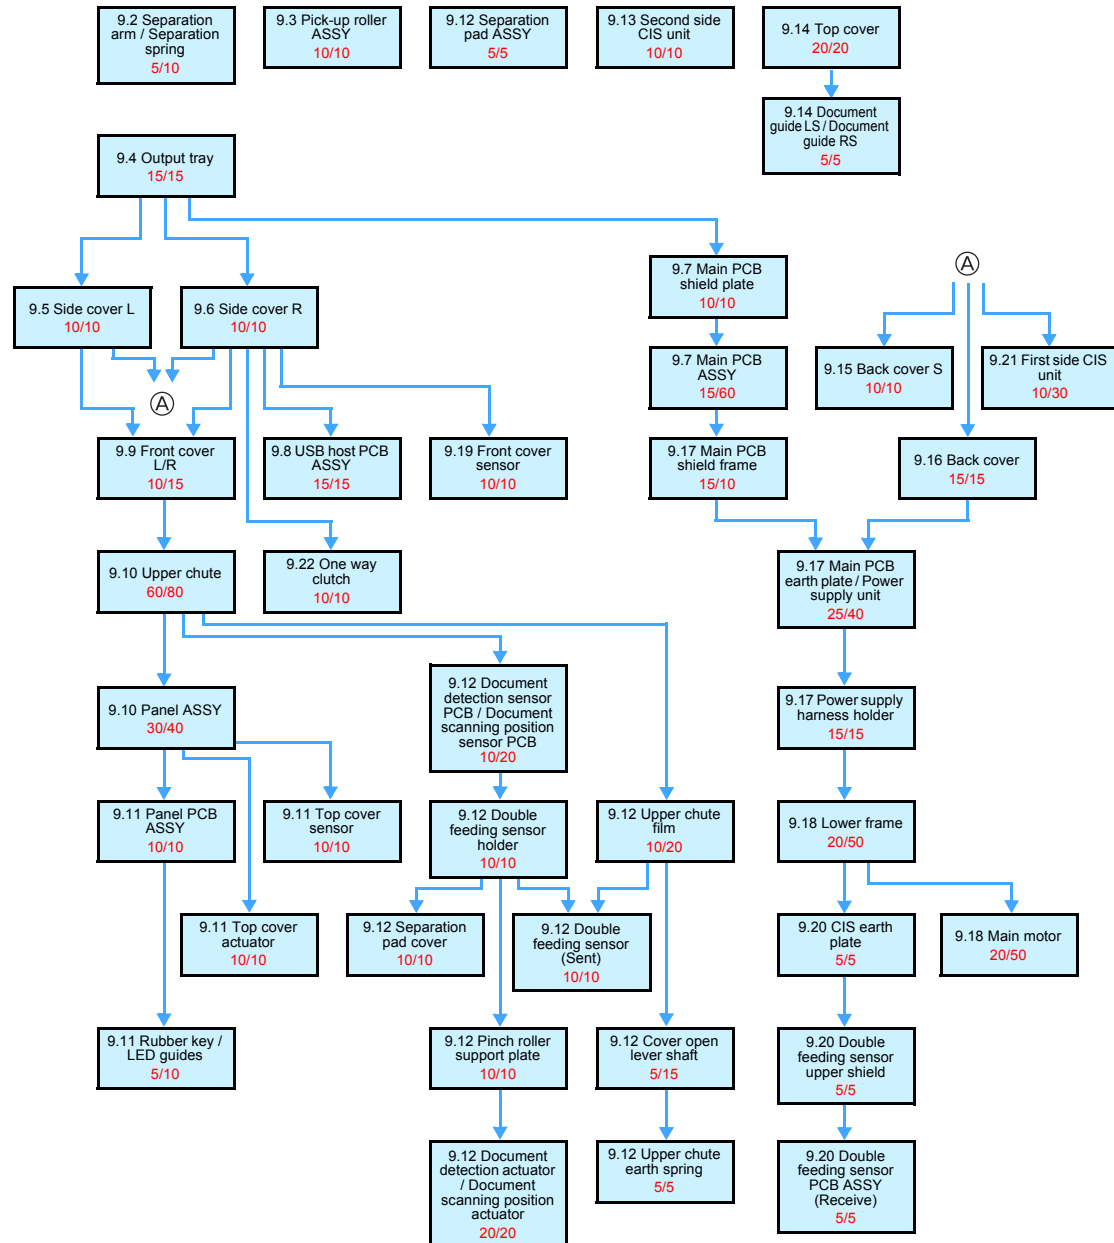 9.2 Separation
arm / Separation
spring
5/10
9.3 Pick-up roller
ASSY
10/10
9.12 Separation
pad ASSY
5/5
9.13 Second side
CIS unit
10/10
9.14 Top cover
20/20
9.14 Document
guide LS / Document
guide RS
5/5
9.4 Output tray
15/15
9.5 Side cover L
10/10
9.6 Side cover R
10/10
9.7 Main PCB
shield plate
10/10
A
9.7 Main PCB
ASSY
15/60
9.15 Back cover S
10/10
9.21 First side CIS
unit
10/30
A
9.9 Front cover
L/R
10/15
9.8 USB host PCB
ASSY
15/15
9.19 Front cover
sensor
10/10
9.17 Main PCB
shield frame
15/10
9.16 Back cover
15/15
9.10 Upper chute
60/80
9.22 One way
clutch
10/10
9.17 Main PCB
earth plate / Power
supply unit
25/40
9.10 Panel ASSY
30/40
9.12 Document
detection sensor
PCB / Document
scanning position
sensor PCB
10/20
9.17 Power supply
harness holder
15/15
9.11 Panel PCB
ASSY
10/10
9.11 Top cover
sensor
10/10
9.12 Double
feeding sensor
holder
10/10
9.12 Upper chute
film
10/20
9.18 Lower frame
20/50
9.11 Top cover
actuator
10/10
9.12 Separation
pad cover
10/10
9.12 Double
feeding sensor
(Sent)
10/10
9.20 CIS earth
plate
5/5
9.18 Main motor
20/50
9.11 Rubber key /
LED guides
5/10
9.12 Pinch roller
support plate
10/10
9.12 Cover open
lever shaft
5/15
9.20 Double
feeding sensor
upper shield
5/5
9.12 Document
detection actuator
/ Document
scanning position
actuator
20/20
9.12 Upper chute
earth spring
5/5
9.20 Double
feeding sensor
PCB ASSY
(Receive)
5/5